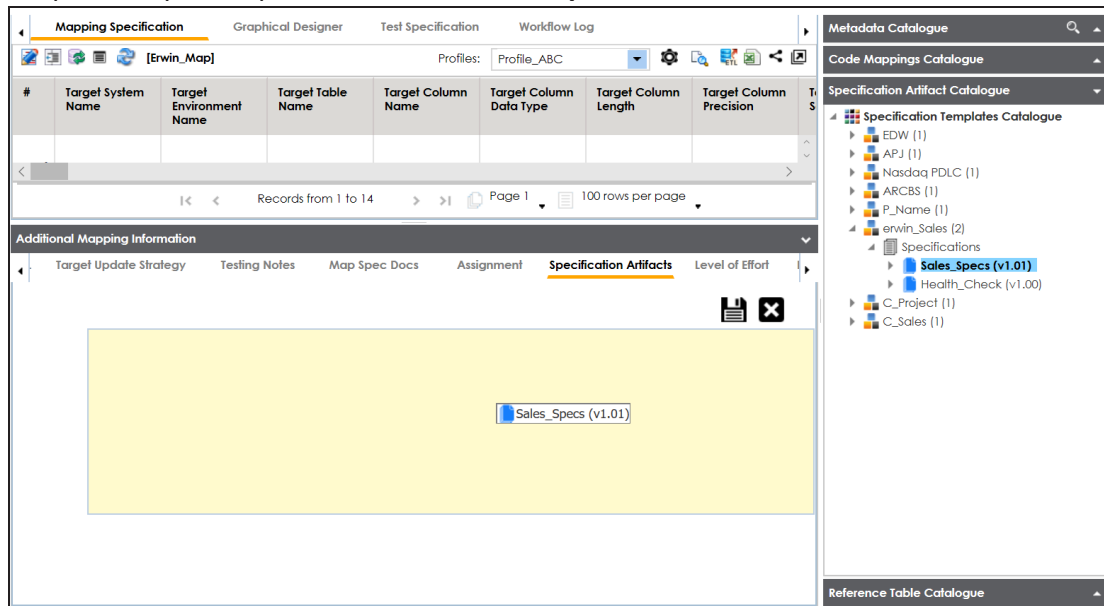 Mapping Specification Graphical Designer Test Specification Workflow Log
[Erwin_Map] Profiles: Profile_ABC ETL
# Target System Name Target Environment Name Target Table Name Target Column Name Target Column Data Type Target Column Length Target Column Precision
Records from 1 to 14 Page 1 100 rows per page
Additional Mapping Information
Target Update Strategy Testing Notes Map Spec Docs Assignment Specification Artifacts Level of Effort
Sales_Specs (v1.01)
Metadata Catalogue
Code Mappings Catalogue
Specification Artifact Catalogue
Specification Templates Catalogue
EDW (1)
APJ (1)
Nasdaq PDLC (1)
ARCBS (1)
P_Name (1)
erwin_Sales (2)
Specifications
Sales_Specs (v1.01)
Health_Check (v1.00)
C_Project (1)
C_Sales (1)
Reference Table Catalogue